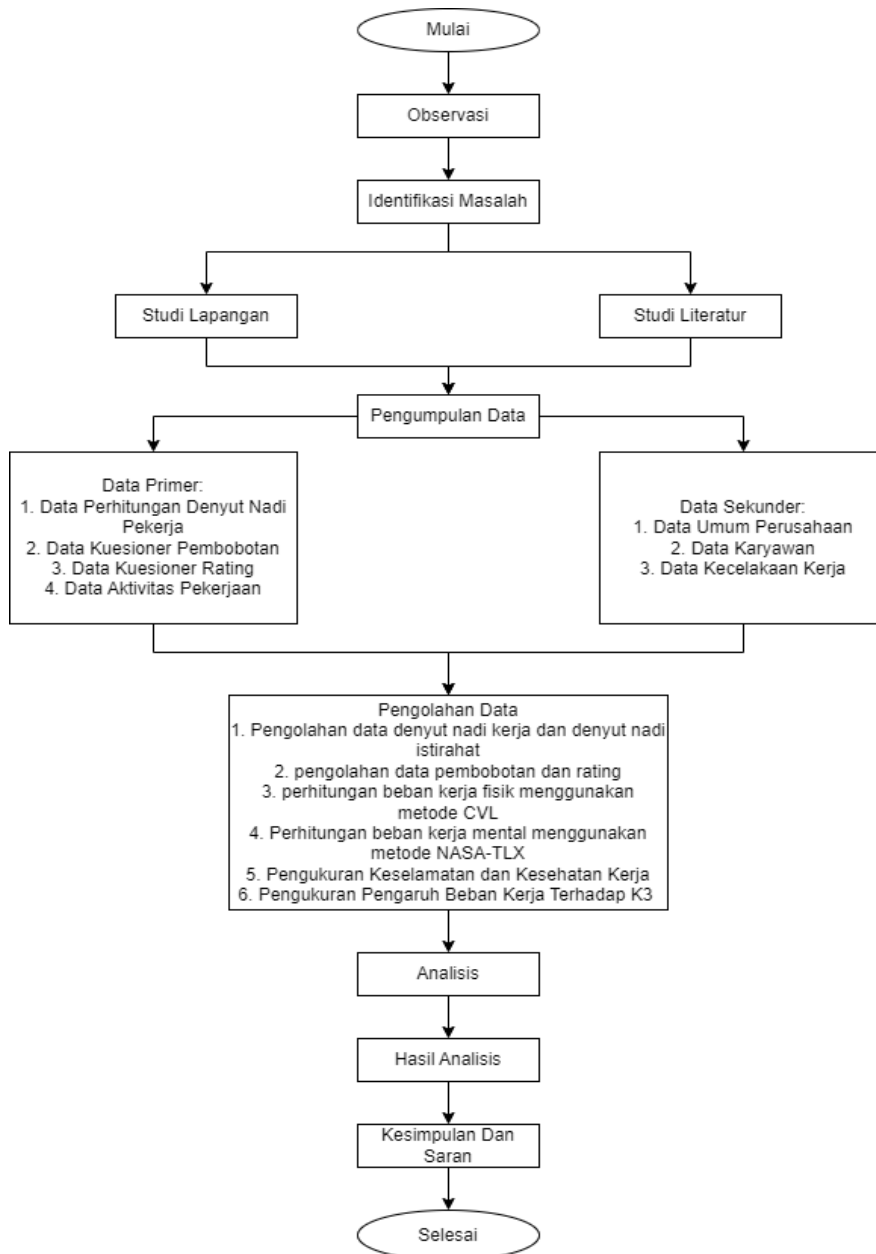 Mulai
Observasi
Identifikasi Masalah
Studi Lapangan
Studi Literatur
Pengumpulan Data
Data Primer:
1. Data Perhitungan Denyut Nadi
Pekerja
2. Data Kuesioner Pembobotan
3. Data Kuesioner Rating
4. Data Aktivitas Pekerjaan
Data Sekunder:
1. Data Umum Perusahaan
2. Data Karyawan
3. Data Kecelakaan Kerja
Pengolahan Data
1. Pengolahan data denyut nadi kerja dan denyut nadi
istirahat
2. pengolahan data pembobotan dan rating
3. perhitungan beban kerja fisik menggunakan
metode CVL
4. Perhitungan beban kerja mental menggunakan
metode NASA-TLX
5. Pengukuran Keselamatan dan Kesehatan Kerja
6. Pengukuran Pengaruh Beban Kerja Terhadap K3
Analisis
Hasil Analisis
Kesimpulan Dan
Saran
Selesai